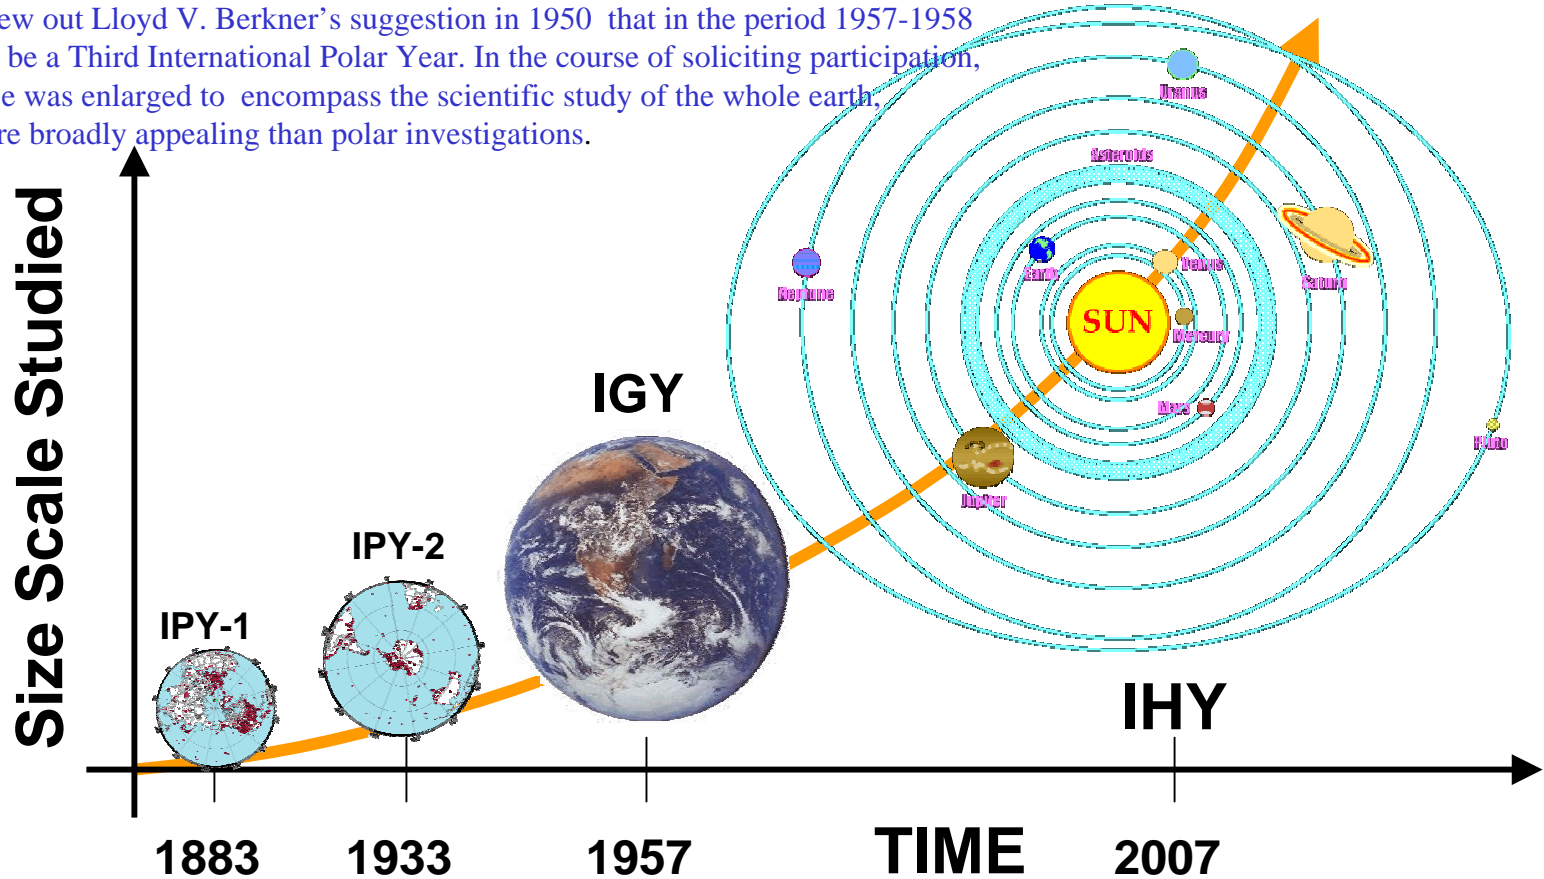 ew out Lloyd V. Berkner’s suggestion in 1950 that in the period 1957-1958
be a Third International Polar Year. In the course of soliciting participation,
e was enlarged to encompass the scientific study of the whole earth,
re broadly appealing than polar investigations.
Uranus
Asteroids
Earth
Venus
Neptune
Saturn
SUN
Mercury
IGY
Mars
Pluto
Jupiter
IPY-2
IPY-1
IHY
Size Scale Studied
1883
1933
1957
TIME
2007